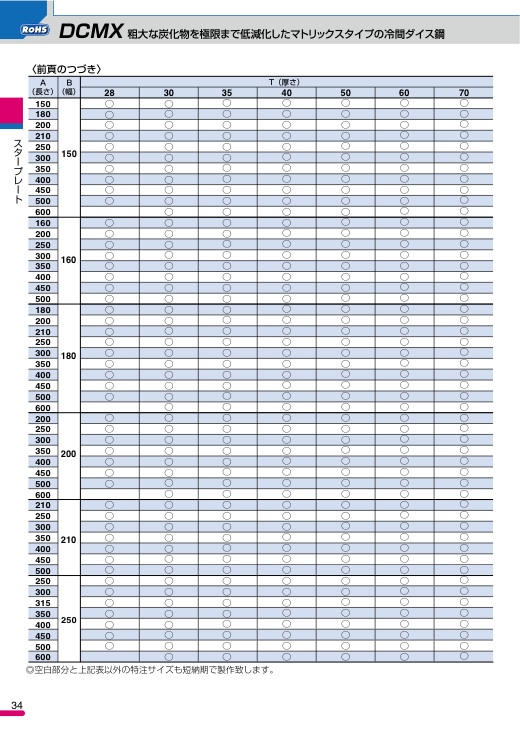 RoHS DCMX 粗大な炭化物を極限まで低減化したマトリックスタイプの冷間ダイス鋼
〈前頁のつづき〉
A B T（厚さ）
（長さ） （幅） 28 30 35 40 50 60 70
スタープレート
150 ○ ○ ○ ○ ○ ○ ○
180 ○ ○ ○ ○ ○ ○ ○
200 ○ ○ ○ ○ ○ ○ ○
210 ○ ○ ○ ○ ○ ○ ○
250 ○ ○ ○ ○ ○ ○ ○
300 150 ○ ○ ○ ○ ○ ○ ○
350 ○ ○ ○ ○ ○ ○ ○
400 ○ ○ ○ ○ ○ ○ ○
450 ○ ○ ○ ○ ○ ○ ○
500 ○ ○ ○ ○ ○ ○ ○
600 ○ ○ ○ ○ ○ ○
160 ○ ○ ○ ○ ○ ○ ○
200 ○ ○ ○ ○ ○ ○ ○
250 ○ ○ ○ ○ ○ ○ ○
300 160 ○ ○ ○ ○ ○ ○ ○
350 ○ ○ ○ ○ ○ ○ ○
400 ○ ○ ○ ○ ○ ○ ○
450 ○ ○ ○ ○ ○ ○ ○
500 ○ ○ ○ ○ ○ ○ ○
180 ○ ○ ○ ○ ○ ○ ○
200 ○ ○ ○ ○ ○ ○ ○
210 ○ ○ ○ ○ ○ ○ ○
250 ○ ○ ○ ○ ○ ○ ○
300 180 ○ ○ ○ ○ ○ ○ ○
350 ○ ○ ○ ○ ○ ○ ○
400 ○ ○ ○ ○ ○ ○ ○
450 ○ ○ ○ ○ ○ ○ ○
500 ○ ○ ○ ○ ○ ○ ○
600 ○ ○ ○ ○ ○ ○
200 ○ ○ ○ ○ ○ ○ ○
250 ○ ○ ○ ○ ○ ○ ○
300 ○ ○ ○ ○ ○ ○ ○
350 200 ○ ○ ○ ○ ○ ○ ○
400 ○ ○ ○ ○ ○ ○ ○
450 ○ ○ ○ ○ ○ ○ ○
500 ○ ○ ○ ○ ○ ○ ○
600 ○ ○ ○ ○ ○ ○
210 ○ ○ ○ ○ ○ ○ ○
250 ○ ○ ○ ○ ○ ○ ○
300 ○ ○ ○ ○ ○ ○ ○
350 210 ○ ○ ○ ○ ○ ○ ○
400 ○ ○ ○ ○ ○ ○ ○
450 ○ ○ ○ ○ ○ ○ ○
500 ○ ○ ○ ○ ○ ○ ○
250 ○ ○ ○ ○ ○ ○ ○
300 ○ ○ ○ ○ ○ ○ ○
315 ○ ○ ○ ○ ○ ○ ○
350 250 ○ ○ ○ ○ ○ ○ ○
400 ○ ○ ○ ○ ○ ○ ○
450 ○ ○ ○ ○ ○ ○ ○
500 ○ ○ ○ ○ ○ ○ ○
600 ○ ○ ○ ○ ○ ○
◎空白部分と上記表以外の特注サイズも短納期で製作致します。
34